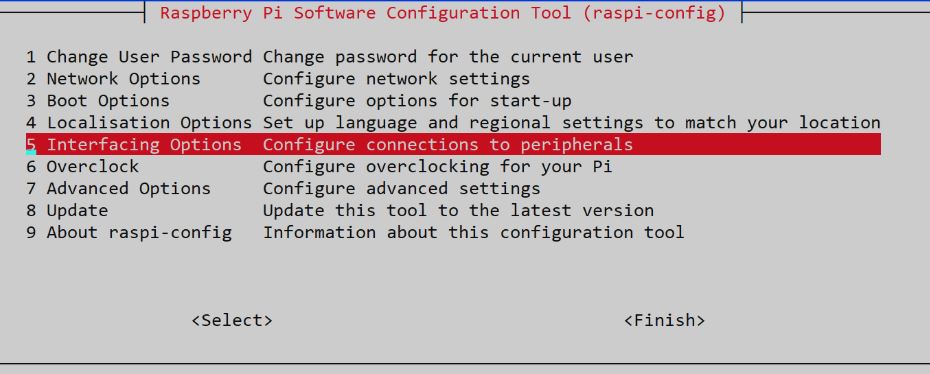 Raspberry Pi Software Configuration Tool (raspi-config)
1 Change User Password Change password for the current user
2 Network Options Configure network settings
3 Boot Options Configure options for start-up
4 Localisation Options Set up language and regional settings to match your location
5 Interfacing Options Configure connections to peripherals
6 Overclock Configure overclocking for your Pi
7 Advanced Options Configure advanced settings
8 Update Update this tool to the latest version
9 About raspi-config Information about this configuration tool
<Select> <Finish>